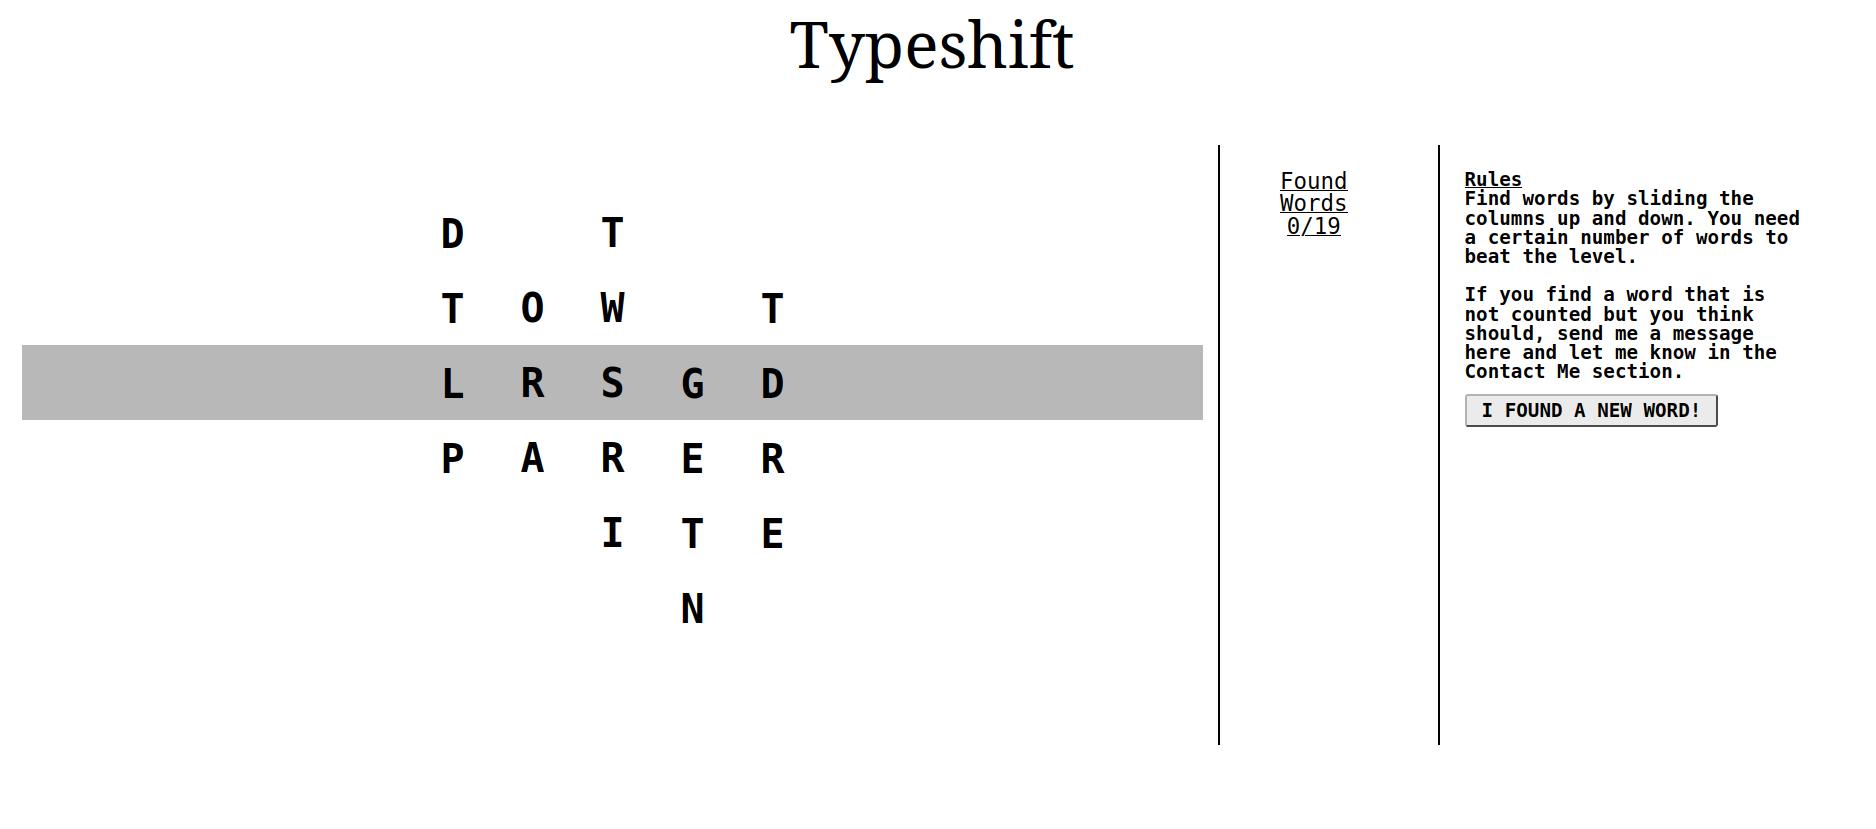 Typeshift
D T
T O W T
L R S G D
P A R E R
I T E
N
Found
Words
0/19
Rules
Find words by sliding the
columns up and down. You need
a certain number of words to
beat the level.
If you find a word that is
not counted but you think
should, send me a message
here and let me know in the
Contact Me section.
I FOUND A NEW WORD!